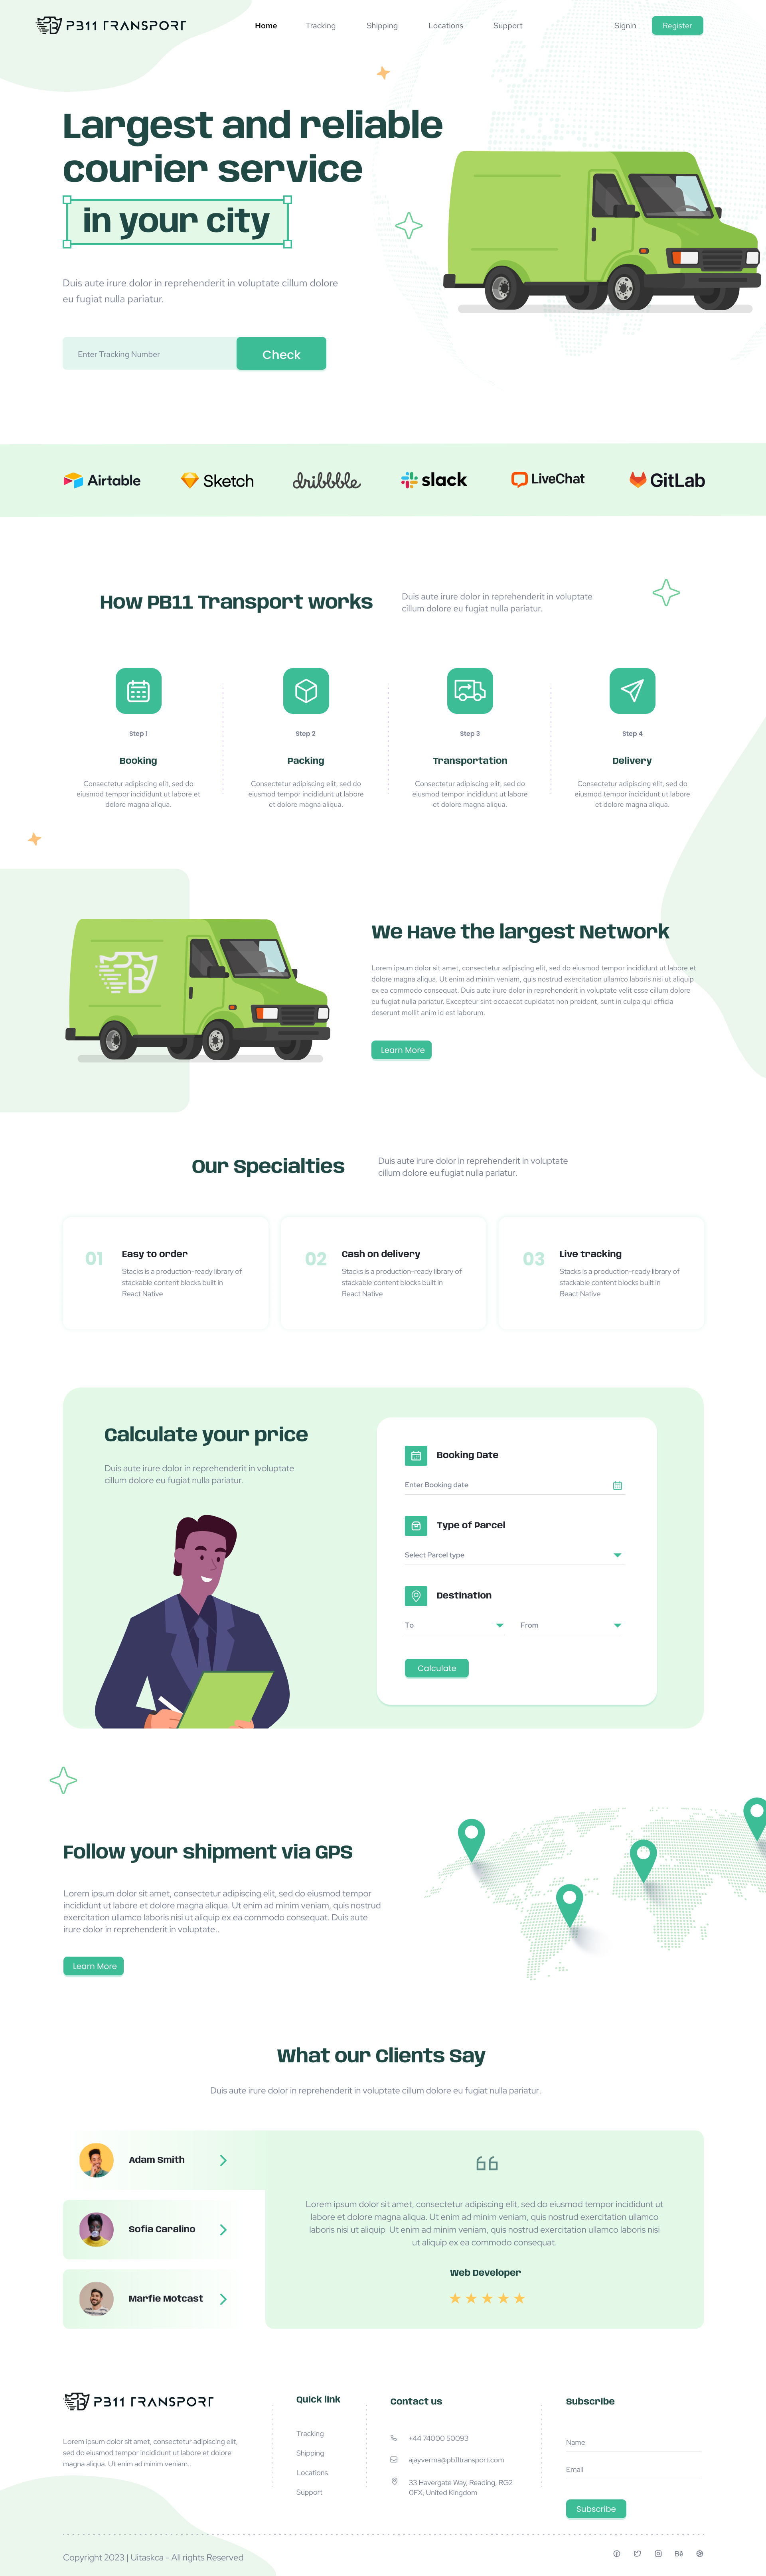 PB11 TRANSPORT
Home
Tracking
Shipping
Locations
Support
Signin
Register
Largest and reliable
courier service
in your city
Duis aute irure dolor in reprehenderit in voluptate cillum dolore
eu fugiat nulla pariatur.
Enter Tracking Number
Check
Airtable
Sketch
dribbble
slack
LiveChat
GitLab
How PB11 Transport works
Duis aute irure dolor in reprehenderit in voluptate
cillum dolore eu fugiat nulla pariatur.
Step 1
Booking
Consectetur adipiscing elit, sed do
eiusmod tempor incididunt ut labore et
dolore magna aliqua.
Step 2
Packing
Consectetur adipiscing elit, sed do
eiusmod tempor incididunt ut labore
et dolore magna aliqua.
Step 3
Transportation
Consectetur adipiscing elit, sed do
eiusmod tempor incididunt ut labore
et dolore magna aliqua.
Step 4
Delivery
Consectetur adipiscing elit, sed do
eiusmod tempor incididunt ut labore
et dolore magna aliqua.
B
We Have the largest Network
Lorem ipsum dolor sit amet, consectetur adipiscing elit, sed do eiusmod tempor incididunt ut labore et
dolore magna aliqua. Ut enim ad minim veniam, quis nostrud exercitation ullamco laboris nisi ut aliquip
ex ea commodo consequat. Duis aute irure dolor in reprehenderit in voluptate velit esse cillum dolore
eu fugiat nulla pariatur. Excepteur sint occaecat cupidatat non proident, sunt in culpa qui officia
deserunt mollit anim id est laborum.
Learn More
Our Specialties
Duis aute irure dolor in reprehenderit in voluptate
cillum dolore eu fugiat nulla pariatur.
01
Easy to order
Stacks is a production-ready library of
stackable content blocks built in
React Native
02
Cash on delivery
Stacks is a production-ready library of
stackable content blocks built in
React Native
03
Live tracking
Stacks is a production-ready library of
stackable content blocks built in
React Native
Calculate your price
Duis aute irure dolor in reprehenderit in voluptate
cillum dolore eu fugiat nulla pariatur.
Booking Date
Enter Booking date
Type of Parcel
Select Parcel type
Destination
To
From
Calculate
Follow your shipment via GPS
Lorem ipsum dolor sit amet, consectetur adipiscing elit, sed do eiusmod tempor
incididunt ut labore et dolore magna aliqua. Ut enim ad minim veniam, quis nostrud
exercitation ullamco laboris nisi ut aliquip ex ea commodo consequat. Duis aute
irure dolor in reprehenderit in voluptate..
Learn More
What our Clients Say
Duis aute irure dolor in reprehenderit in voluptate cillum dolore eu fugiat nulla pariatur.
Adam Smith
Sofia Caralino
Marfie Motcast
Lorem ipsum dolor sit amet, consectetur adipiscing elit, sed do eiusmod tempor incididunt ut
labore et dolore magna aliqua. Ut enim ad minim veniam, quis nostrud exercitation ullamco
laboris nisi ut aliquip Ut enim ad minim veniam, quis nostrud exercitation ullamco laboris nisi
ut aliquip ex ea commodo consequat.
Web Developer
PB11 TRANSPORT
Lorem ipsum dolor sit amet, consectetur adipiscing elit,
sed do eiusmod tempor incididunt ut labore et dolore
magna aliqua. Ut enim ad minim veniam..
Quick link
Tracking
Shipping
Locations
Support
Contact us
+44 74000 50093
ajayverma@pb11transport.com
33 Havergate Way, Reading, RG2
0FX, United Kingdom
Subscribe
Name
Email
Subscribe
Copyright 2023 | Uitaskca - All rights Reserved